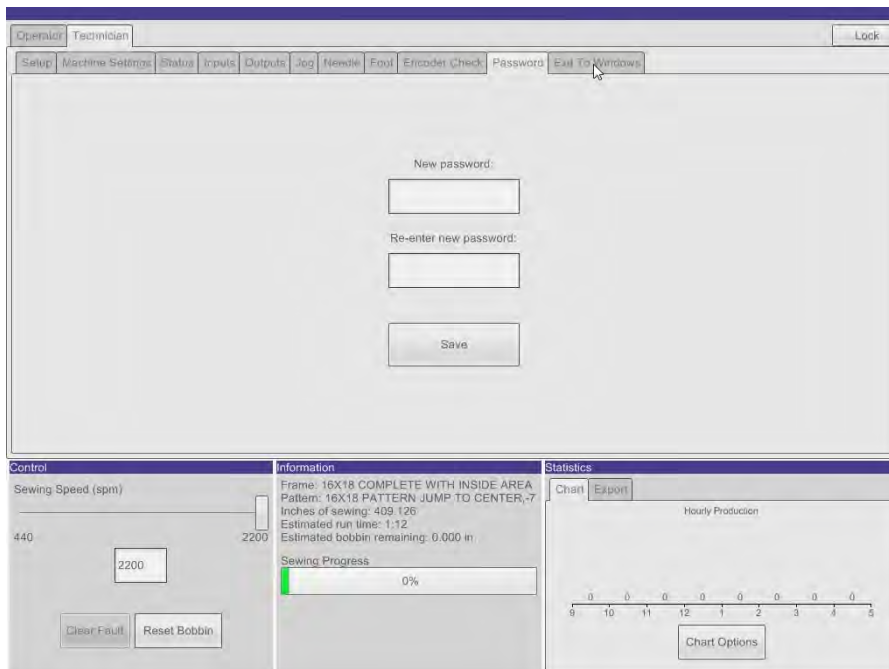 Operator Technician Lock
Setup Machine Settings Status Inputs Outputs Jog Needle Foot Encoder Check Password Exit To Windows
New password:
Re-enter new password:
Save
Control
Sewing Speed (spm)
440 2200
2200
Clear Fault Reset Bobbin
Information
Frame: 16X18 COMPLETE WITH INSIDE AREA
Pattern: 16X18 PATTERN JUMP TO CENTER,-7
Inches of sewing: 409.126
Estimated run time: 1:12
Estimated bobbin remaining: 0.000 in
Sewing Progress
0%
Statistics
Chart Export
Hourly Production
0 0 0 0 0 0 0 0
9 10 11 12 1 2 3 4 5
Chart Options